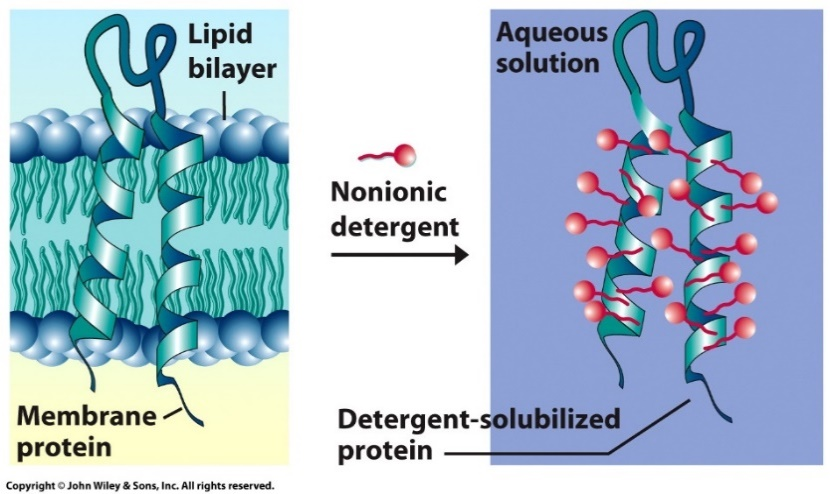 Lipid
bilayer
Nonionic
detergent
Aqueous
solution
Membrane
protein
Detergent-solubilized
protein
Copyright © John Wiley & Sons, Inc. All rights reserved.